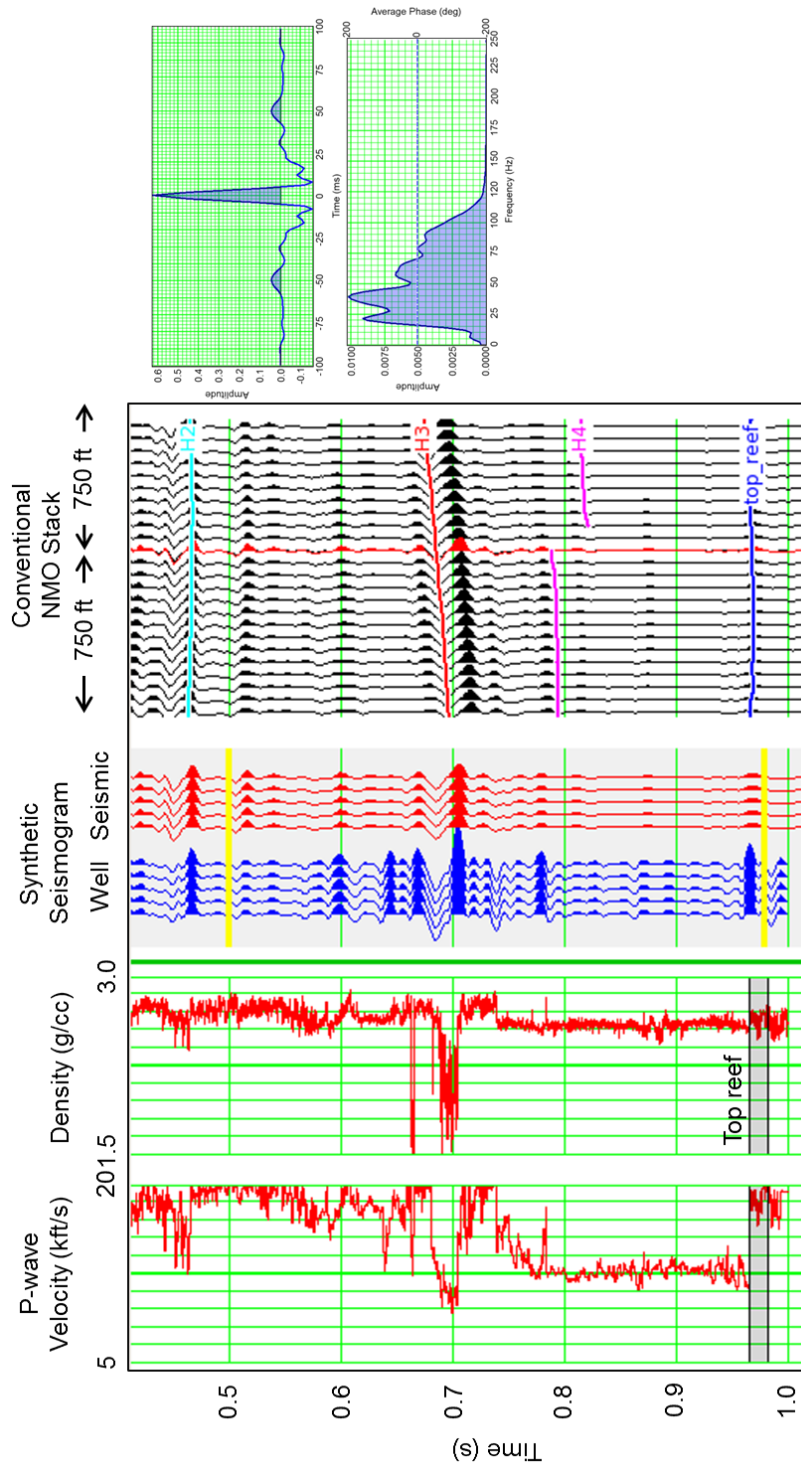 P-wave
Velocity (kft/s)
Density (g/cc)
Synthetic
Seismogram
Well Seismic
Conventional
NMO Stack
← 750 ft →← 750 ft →
5 201.5 3.0
Time (s)
0.5
0.6
0.7
0.8
0.9
1.0
Top reef
H2-
H3-
H4-
top_reef-
Amplitude
0.6
0.5
0.4
0.3
0.2
0.1
0.0
-0.1
-100 -75 -50 -25 0 25 50 75 100
Time (ms)
Amplitude
0.0100
0.0075
0.0050
0.0025
0.0000
Average Phase (deg)
200
0
-200
0 25 50 75 100 125 150 175 200 225 250
Frequency (Hz)